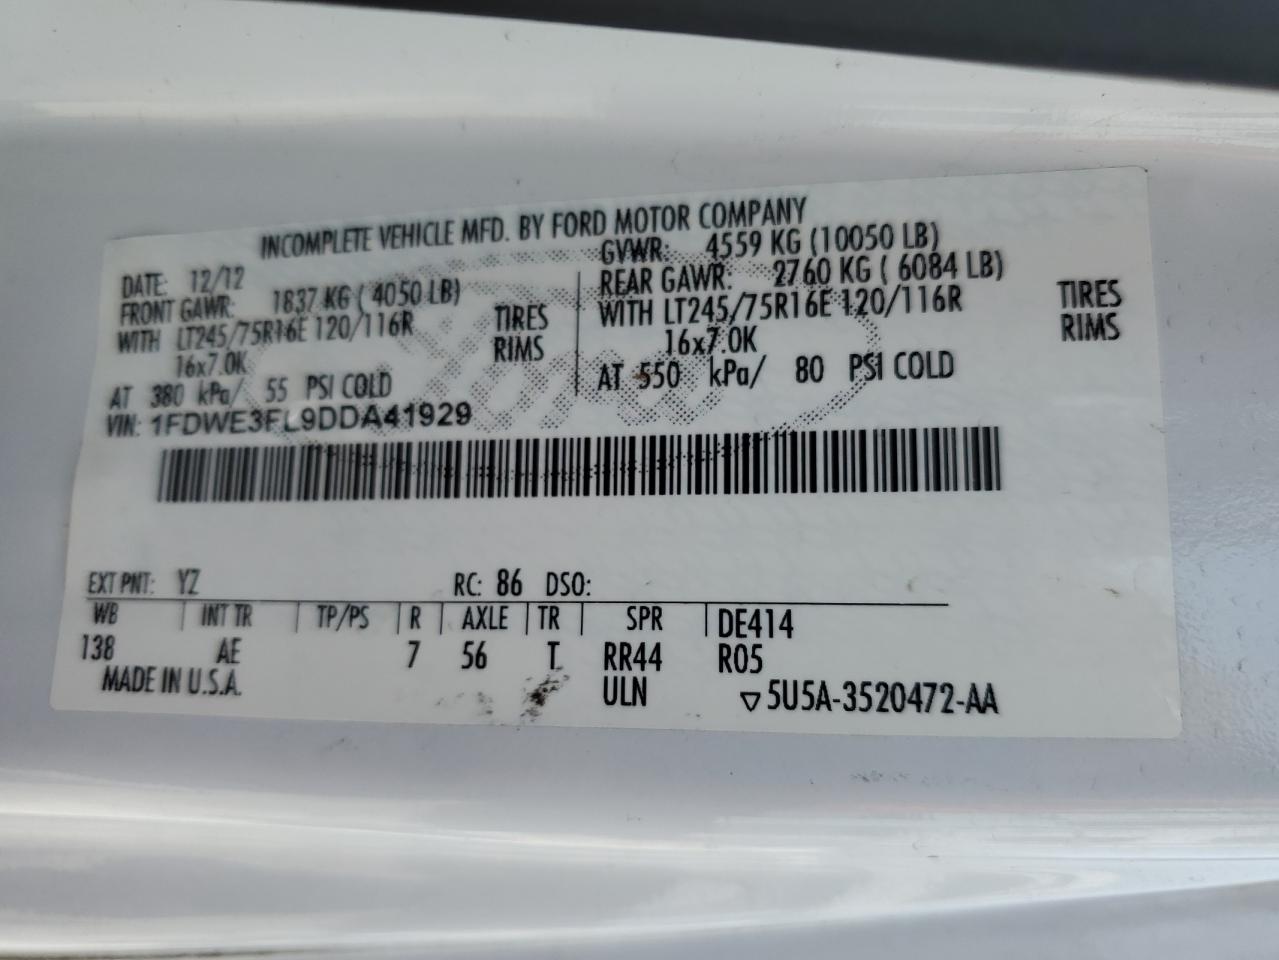 INCOMPLETE VEHICLE MFD. BY FORD MOTOR COMPANY
DATE: 12/12 GVWR: 4559 KG (10050 LB)
FRONT GAWR: 1837 KG ( 4050 LB) REAR GAWR: 2760 KG ( 6084 LB)
WITH LT245/75R16E 120/116R TIRES WITH LT245/75R16E 120/116R TIRES
16x7.0K RIMS 16x7.0K RIMS
AT 380 kPa/ 55 PSI COLD AT 550 kPa/ 80 PSI COLD
VIN: 1FDWE3FL9DDA41929
EXT PNT: YZ RC: 86 DSO:
WB INT TR TP/PS R AXLE TR SPR DE414
138 AE 7 56 T RR44 R05
MADE IN U.S.A. ULN ▽5U5A-3520472-AA